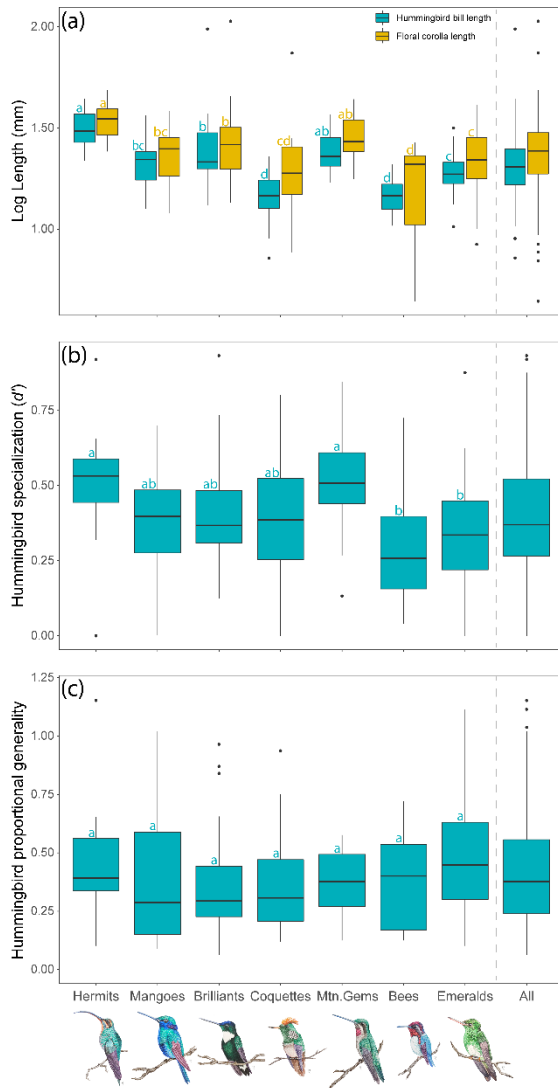 (a)
Hummingbird bill length
Floral corolla length
Log Length (mm)
2.00
1.50
1.00
a a bc bc b b d cd ab ab d d c c
(b)
Hummingbird specialization (d')
0.75
0.50
0.25
0.00
a ab ab ab a b b
(c)
Hummingbird proportional generality
1.25
1.00
0.75
0.50
0.25
0.00
a a a a a a a
Hermits Mangoes Brilliants Coquettes Mtn.Gems Bees Emeralds All